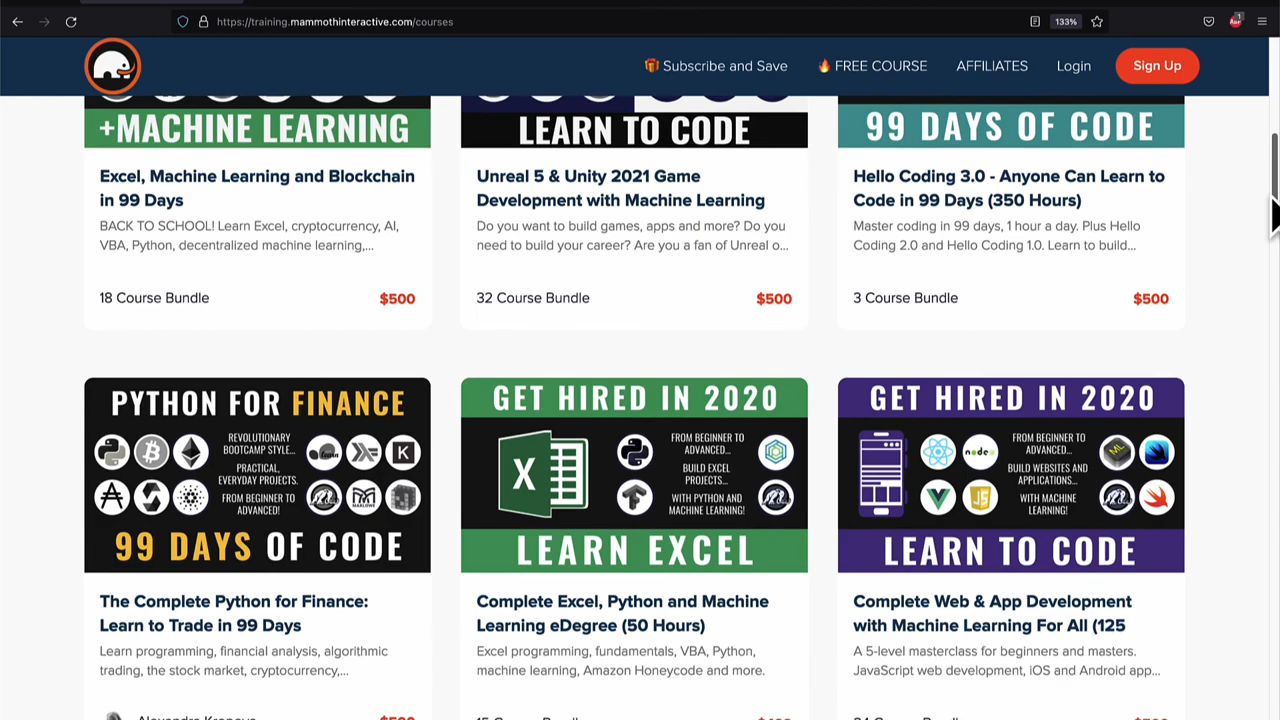 https://training.mammothinteractive.com/courses
133%
Subscribe and Save
FREE COURSE
AFFILIATES
Login
Sign Up
+MACHINE LEARNING
LEARN TO CODE
99 DAYS OF CODE
Excel, Machine Learning and Blockchain
in 99 Days
BACK TO SCHOOL! Learn Excel, cryptocurrency, AI,
VBA, Python, decentralized machine learning,...
18 Course Bundle
$500
Unreal 5 & Unity 2021 Game
Development with Machine Learning
Do you want to build games, apps and more? Do you
need to build your career? Are you a fan of Unreal o...
32 Course Bundle
$500
Hello Coding 3.0 - Anyone Can Learn to
Code in 99 Days (350 Hours)
Master coding in 99 days, 1 hour a day. Plus Hello
Coding 2.0 and Hello Coding 1.0. Learn to build...
3 Course Bundle
$500
PYTHON FOR FINANCE
REVOLUTIONARY
BOOTCAMP STYLE...
PRACTICAL,
EVERYDAY PROJECTS.
FROM BEGINNER TO
ADVANCED!
learn
K
MARLOWE
99 DAYS OF CODE
The Complete Python for Finance:
Learn to Trade in 99 Days
Learn programming, financial analysis, algorithmic
trading, the stock market, cryptocurrency,...
GET HIRED IN 2020
X
FROM BEGINNER TO
ADVANCED...
BUILD EXCEL
PROJECTS...
WITH PYTHON AND
MACHINE LEARNING!
LEARN EXCEL
Complete Excel, Python and Machine
Learning eDegree (50 Hours)
Excel programming, fundamentals, VBA, Python,
machine learning, Amazon Honeycode and more.
GET HIRED IN 2020
node
JS
FROM BEGINNER TO
ADVANCED...
BUILD WEBSITES AND
APPLICATIONS...
WITH MACHINE
LEARNING!
ML
LEARN TO CODE
Complete Web & App Development
with Machine Learning For All (125
A 5-level masterclass for beginners and masters.
JavaScript web development, iOS and Android app...